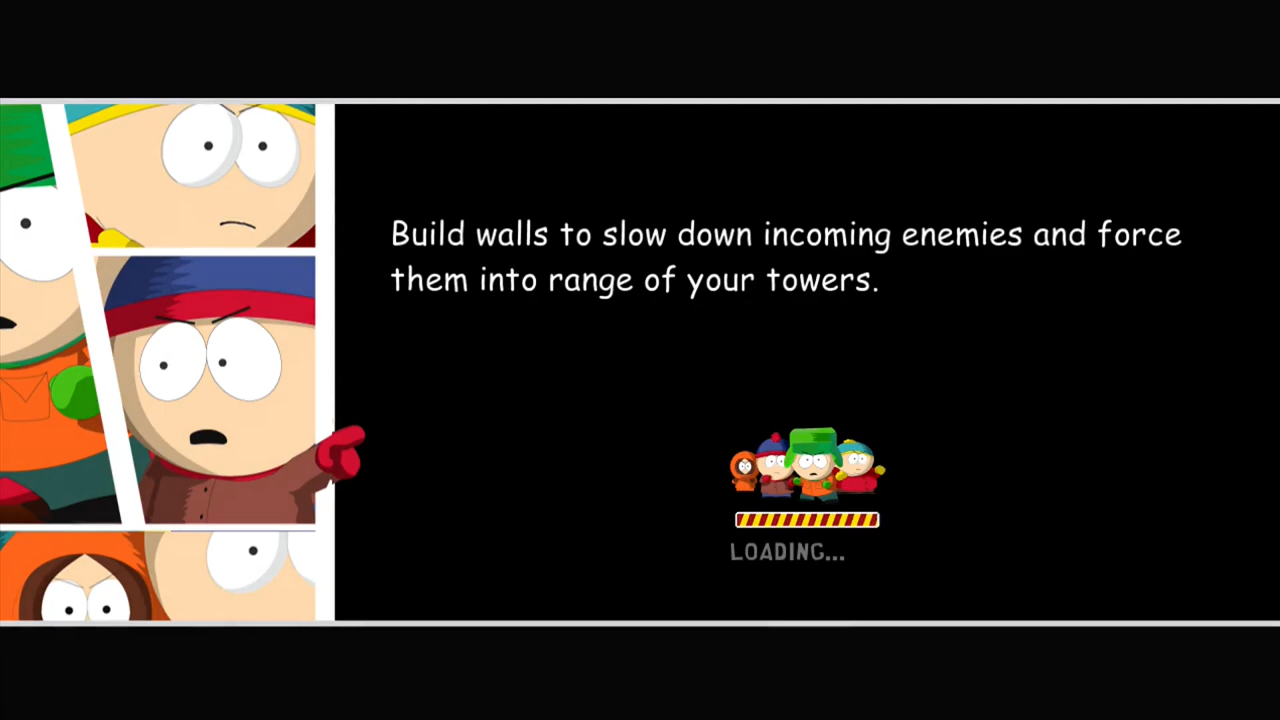 Build walls to slow down incoming enemies and force
them into range of your towers.
LOADING...